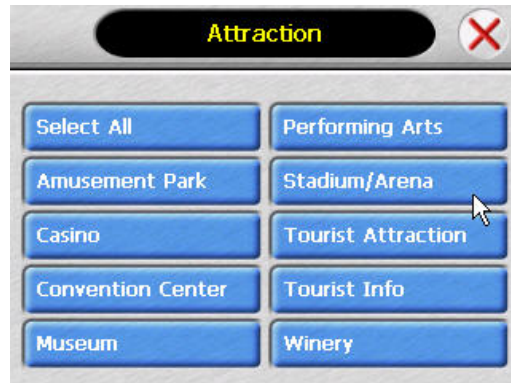 Attraction
Select All
Performing Arts
Amusement Park
Stadium/Arena
Casino
Tourist Attraction
Convention Center
Tourist Info
Museum
Winery